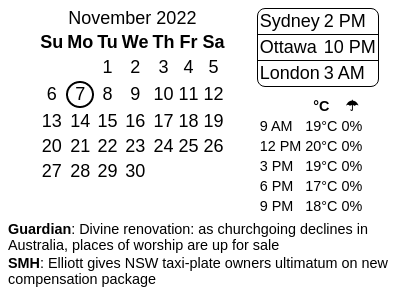 November 2022
Su Mo Tu We Th Fr Sa
1 2 3 4 5
6 7 8 9 10 11 12
13 14 15 16 17 18 19
20 21 22 23 24 25 26
27 28 29 30
Sydney 2 PM
Ottawa 10 PM
London 3 AM
°C ☂
9 AM 19°C 0%
12 PM 20°C 0%
3 PM 19°C 0%
6 PM 17°C 0%
9 PM 18°C 0%
Guardian: Divine renovation: as churchgoing declines in
Australia, places of worship are up for sale
SMH: Elliott gives NSW taxi-plate owners ultimatum on new
compensation package